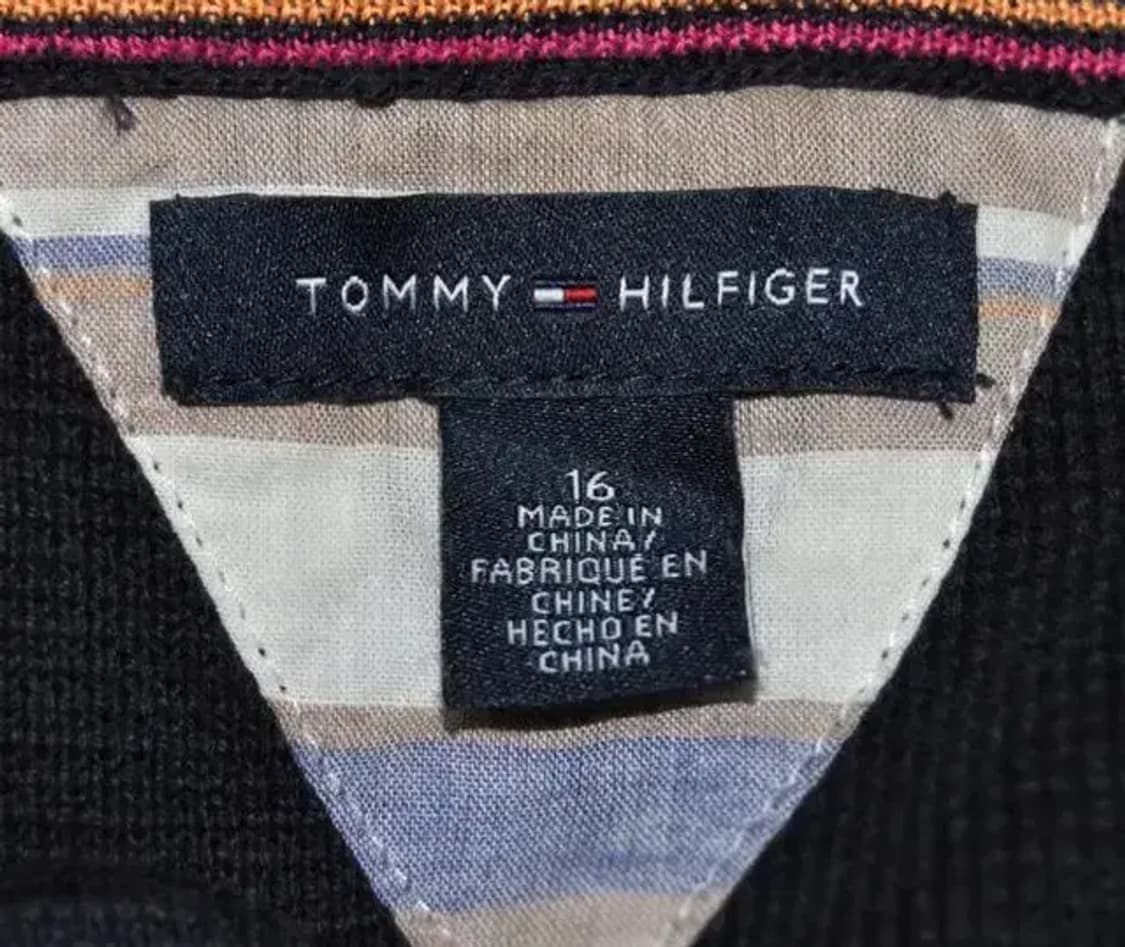 TOMMY HILFIGER
16
MADE IN
CHINA/
FABRIQUÉ EN
CHINE/
HECHO EN
CHINA